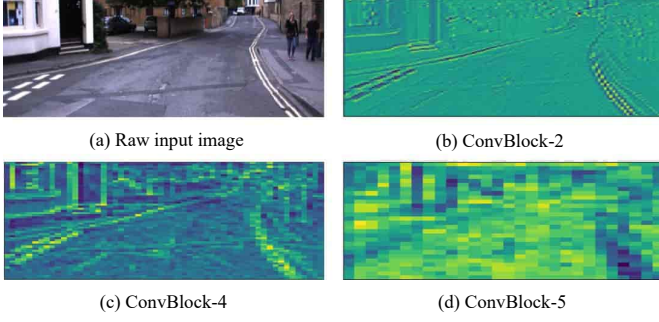 (a) Raw input image
(b) ConvBlock-2
(c) ConvBlock-4
(d) ConvBlock-5